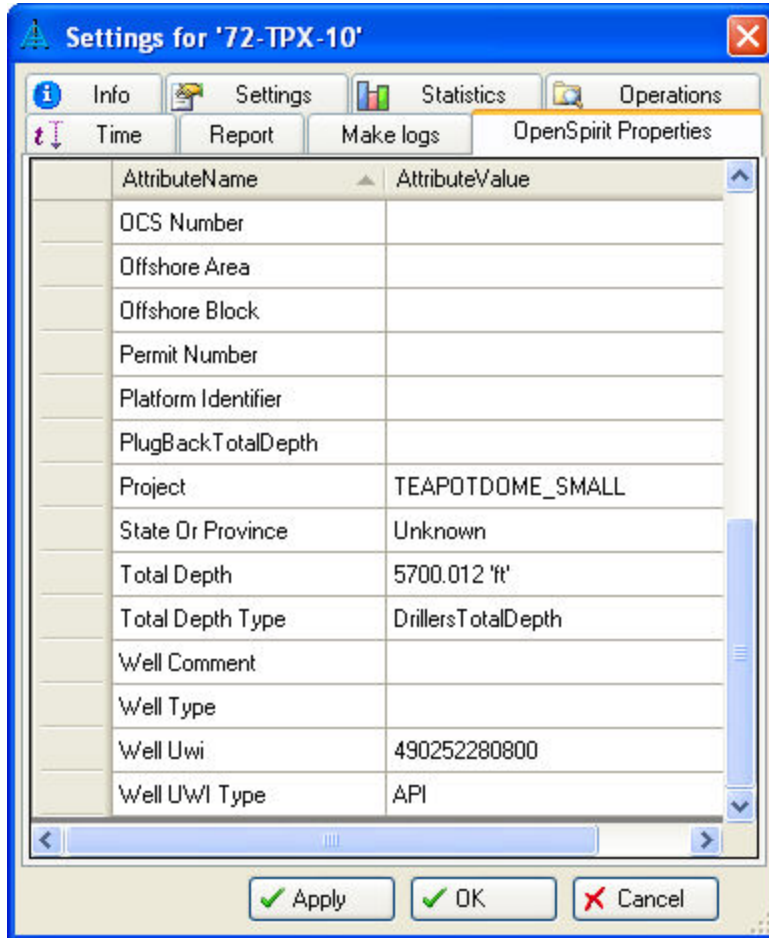 Settings for '72-TPX-10'
Info Settings Statistics Operations
t Time Report Make logs OpenSpirit Properties
AttributeName AttributeValue
OCS Number
Offshore Area
Offshore Block
Permit Number
Platform Identifier
PlugBackTotalDepth
Project TEAPOTDOME_SMALL
State Or Province Unknown
Total Depth 5700.012 'ft'
Total Depth Type DrillersTotalDepth
Well Comment
Well Type
Well Uwi 490252280800
Well UWI Type API
Apply OK Cancel